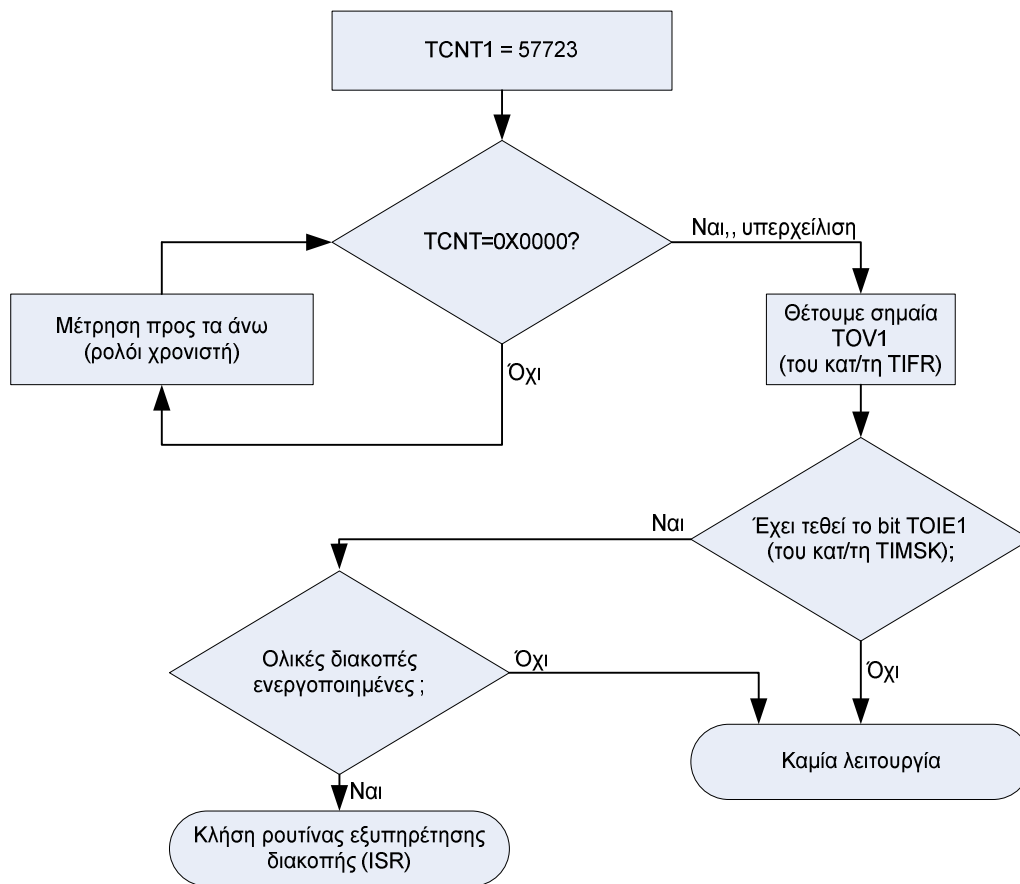 TCNT1 = 57723
TCNT=0X0000?
Ναι,, υπερχείλιση
Μέτρηση προς τα άνω
(ρολόι χρονιστή)
Θέτουμε σημαία
TOV1
(του κατ/τη TIFR)
Όχι
Έχει τεθεί το bit TOIE1
(του κατ/τη TIMSK);
Ναι
Ολικές διακοπές
ενεργοποιημένες ;
Όχι
Όχι
Καμία λειτουργία
Ναι
Κλήση ρουτίνας εξυπηρέτησης
διακοπής (ISR)